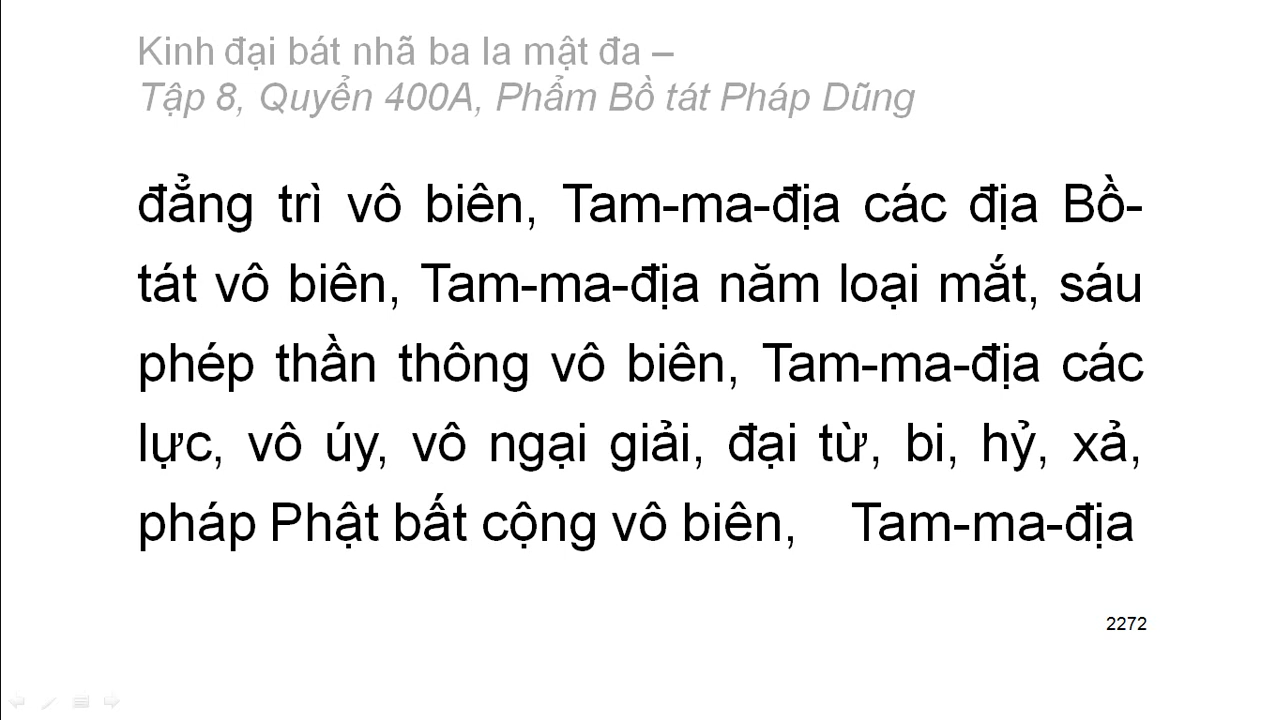 Kinh đại bát nhã ba la mật đa –
Tập 8, Quyển 400A, Phẩm Bồ tát Pháp Dũng
đẳng trì vô biên, Tam-ma-địa các địa Bồ-
tát vô biên, Tam-ma-địa năm loại mắt, sáu
phép thần thông vô biên, Tam-ma-địa các
lực, vô úy, vô ngại giải, đại từ, bi, hỷ, xả,
pháp Phật bất cộng vô biên, Tam-ma-địa
2272